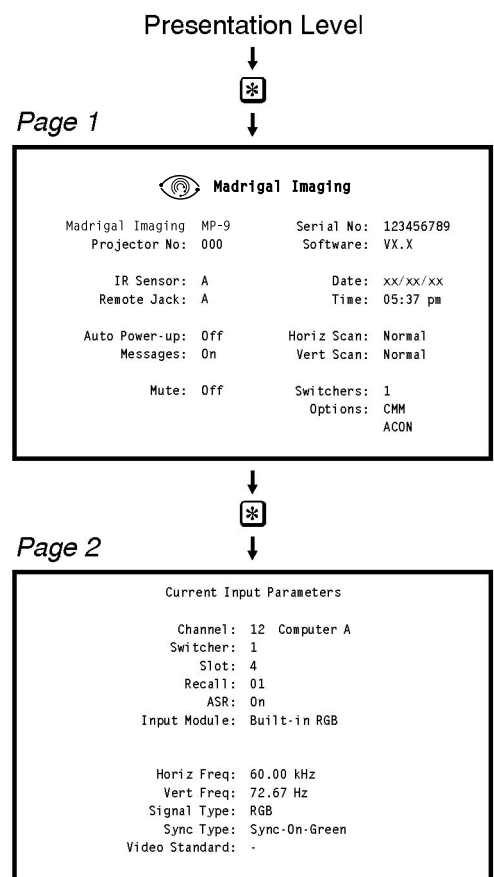 Presentation Level
*
Page 1
Madrigal Imaging
Madrigal Imaging MP-9 Serial No: 123456789
Projector No: 000 Software: VX.X
IR Sensor: A Date: xx/xx/xx
Remote Jack: A Time: 05:37 pm
Auto Power-up: Off Horiz Scan: Normal
Messages: On Vert Scan: Normal
Mute: Off Switchers: 1
Options: CMM
ACON
*
Page 2
Current Input Parameters
Channel: 12 Computer A
Switcher: 1
Slot: 4
Recall: 01
ASR: On
Input Module: Built-in RGB
Horiz Freq: 60.00 kHz
Vert Freq: 72.67 Hz
Signal Type: RGB
Sync Type: Sync-On-Green
Video Standard: -